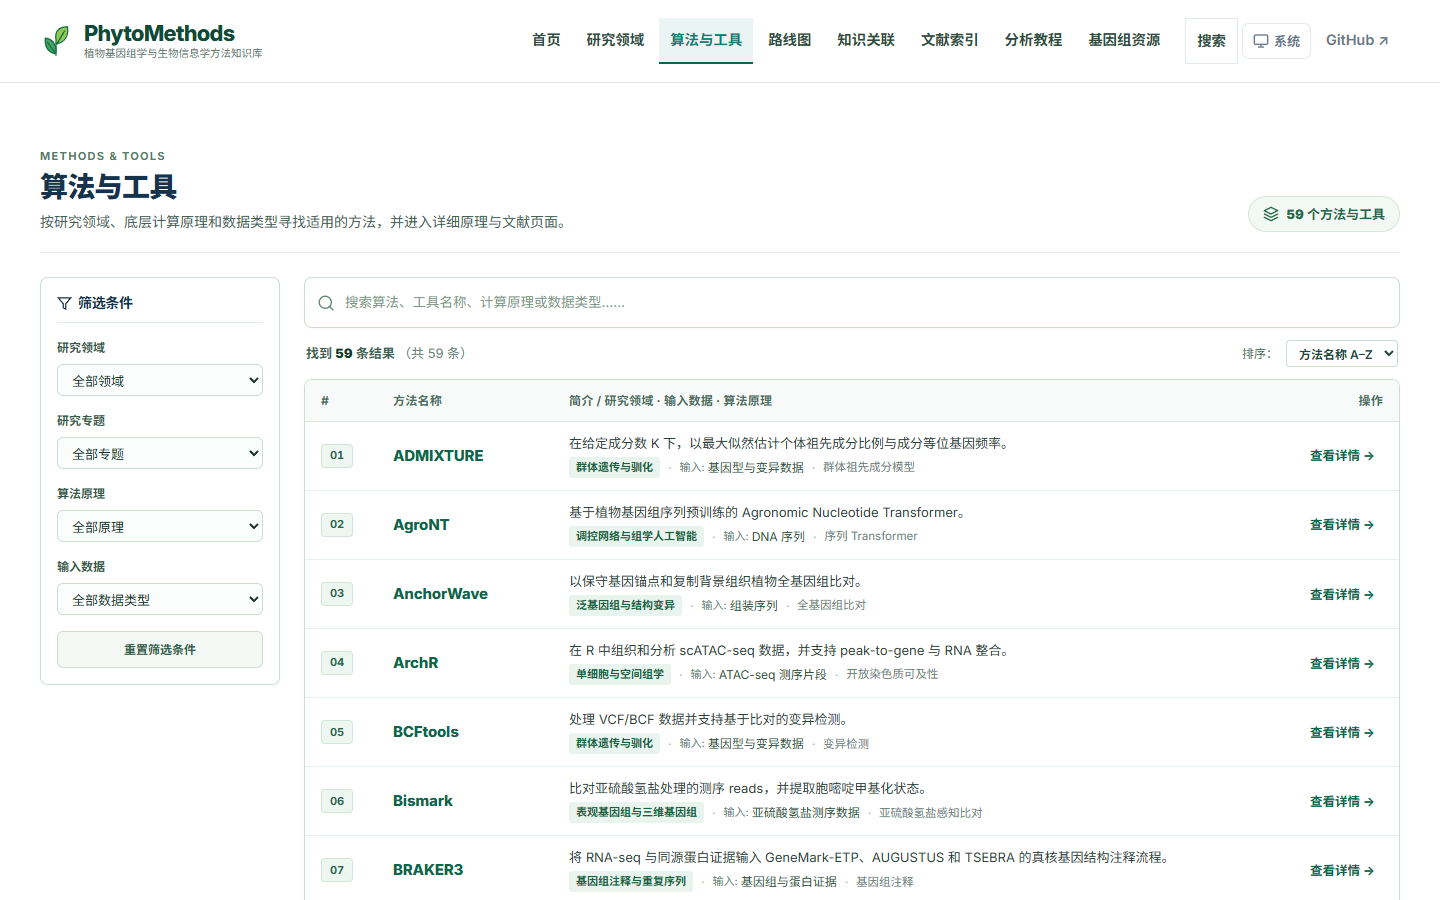 PhytoMethods
植物基因组学与生物信息学方法知识库
首页 研究领域 算法与工具 路线图 知识关联 文献索引 分析教程 基因组资源 搜索 系统 GitHub ↗
METHODS & TOOLS
算法与工具
按研究领域、底层计算原理和数据类型寻找适用的方法，并进入详细原理与文献页面。
59 个方法与工具
筛选条件
研究领域
全部领域
研究专题
全部专题
算法原理
全部原理
输入数据
全部数据类型
重置筛选条件
搜索算法、工具名称、计算原理或数据类型……
找到 59 条结果 （共 59 条）
排序： 方法名称 A–Z
# 方法名称 简介 / 研究领域 · 输入数据 · 算法原理 操作
01 ADMIXTURE 在给定成分数 K 下，以最大似然估计个体祖先成分比例与成分等位基因频率。
群体遗传与驯化 · 输入: 基因型与变异数据 · 群体祖先成分模型
查看详情 →
02 AgroNT 基于植物基因组序列预训练的 Agronomic Nucleotide Transformer。
调控网络与组学人工智能 · 输入: DNA 序列 · 序列 Transformer
查看详情 →
03 AnchorWave 以保守基因锚点和复制背景组织植物全基因组比对。
泛基因组与结构变异 · 输入: 组装序列 · 全基因组比对
查看详情 →
04 ArchR 在 R 中组织和分析 scATAC-seq 数据，并支持 peak-to-gene 与 RNA 整合。
单细胞与空间组学 · 输入: ATAC-seq 测序片段 · 开放染色质可及性
查看详情 →
05 BCFtools 处理 VCF/BCF 数据并支持基于比对的变异检测。
群体遗传与驯化 · 输入: 基因型与变异数据 · 变异检测
查看详情 →
06 Bismark 比对亚硫酸氢盐处理的测序 reads，并提取胞嘧啶甲基化状态。
表观基因组与三维基因组 · 输入: 亚硫酸氢盐测序数据 · 亚硫酸氢盐感知比对
查看详情 →
07 BRAKER3 将 RNA-seq 与同源蛋白证据输入 GeneMark-ETP、AUGUSTUS 和 TSEBRA 的真核基因结构注释流程。
基因组注释与重复序列 · 输入: 基因组与蛋白证据 · 基因组注释
查看详情 →